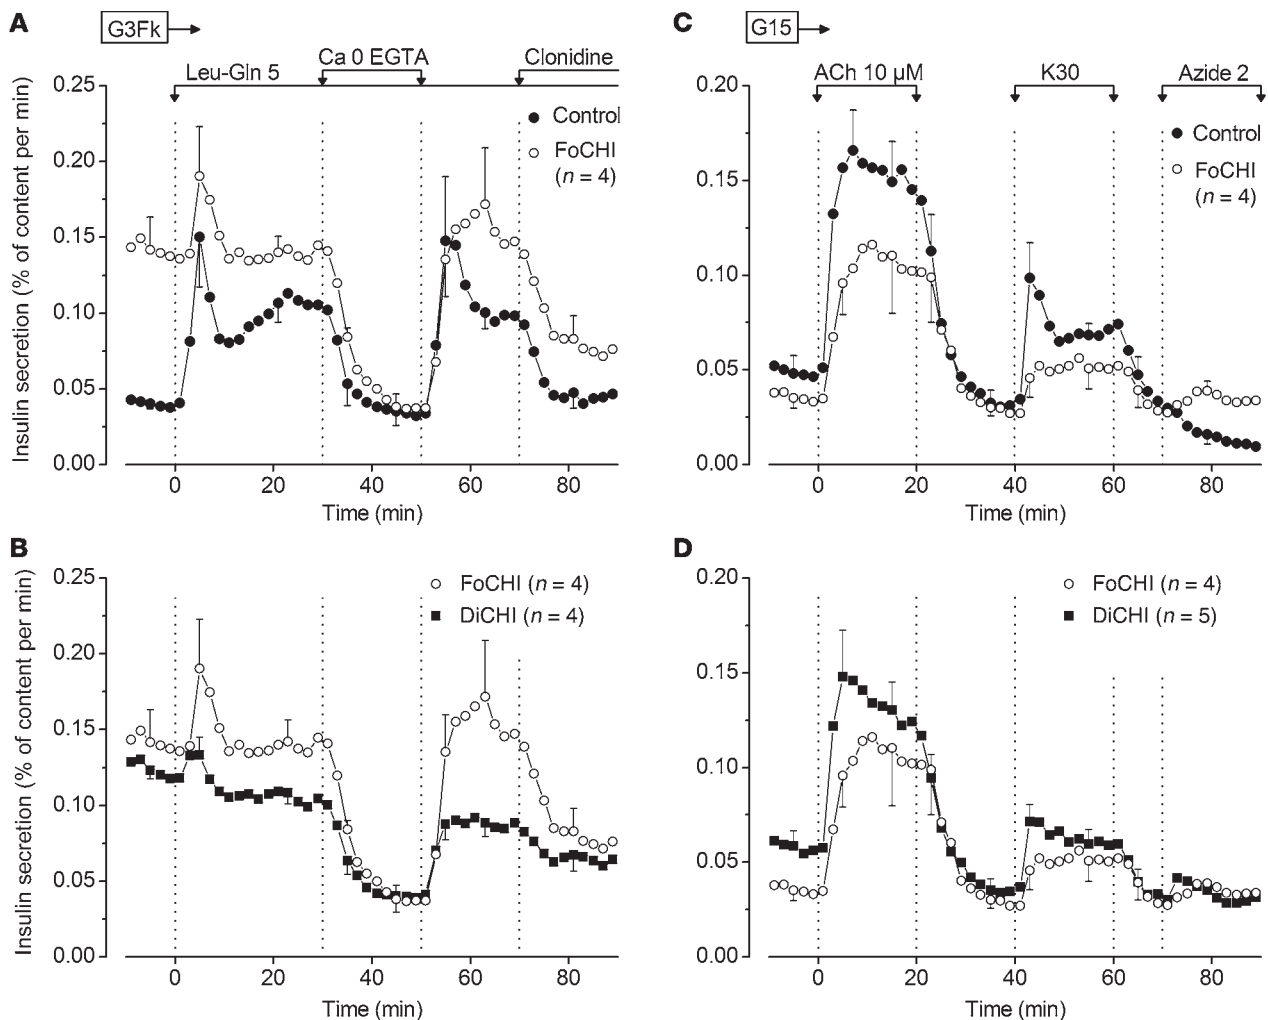 A
G3Fk
Leu-Gln 5
Ca 0 EGTA
Clonidine
Insulin secretion (% of content per min)
0.25
0.20
0.15
0.10
0.05
0.00
Control
FoCHI
(n = 4)
0 20 40 60 80
Time (min)
C
G15
ACh 10 µM
K30
Azide 2
0.20
0.15
0.10
0.05
0.00
Control
FoCHI
(n = 4)
0 20 40 60 80
Time (min)
B
Insulin secretion (% of content per min)
0.25
0.20
0.15
0.10
0.05
0.00
FoCHI (n = 4)
DiCHI (n = 4)
0 20 40 60 80
Time (min)
D
0.20
0.15
0.10
0.05
0.00
FoCHI (n = 4)
DiCHI (n = 5)
0 20 40 60 80
Time (min)